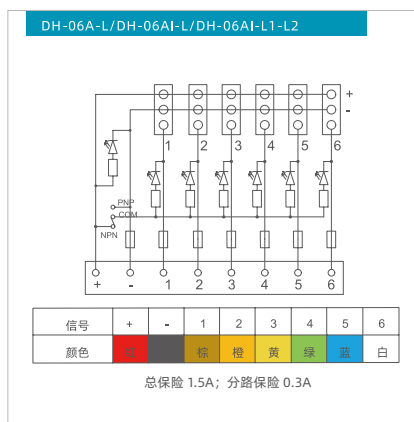 DH-06A-L/DH-06AI-L/DH-06AI-L1-L2
+
-
1 2 3 4 5 6
PNP
COM
NPN
+ - 1 2 3 4 5 6
信号 + - 1 2 3 4 5 6
颜色 红 棕 橙 黄 绿 蓝 白
总保险 1.5A；分路保险 0.3A